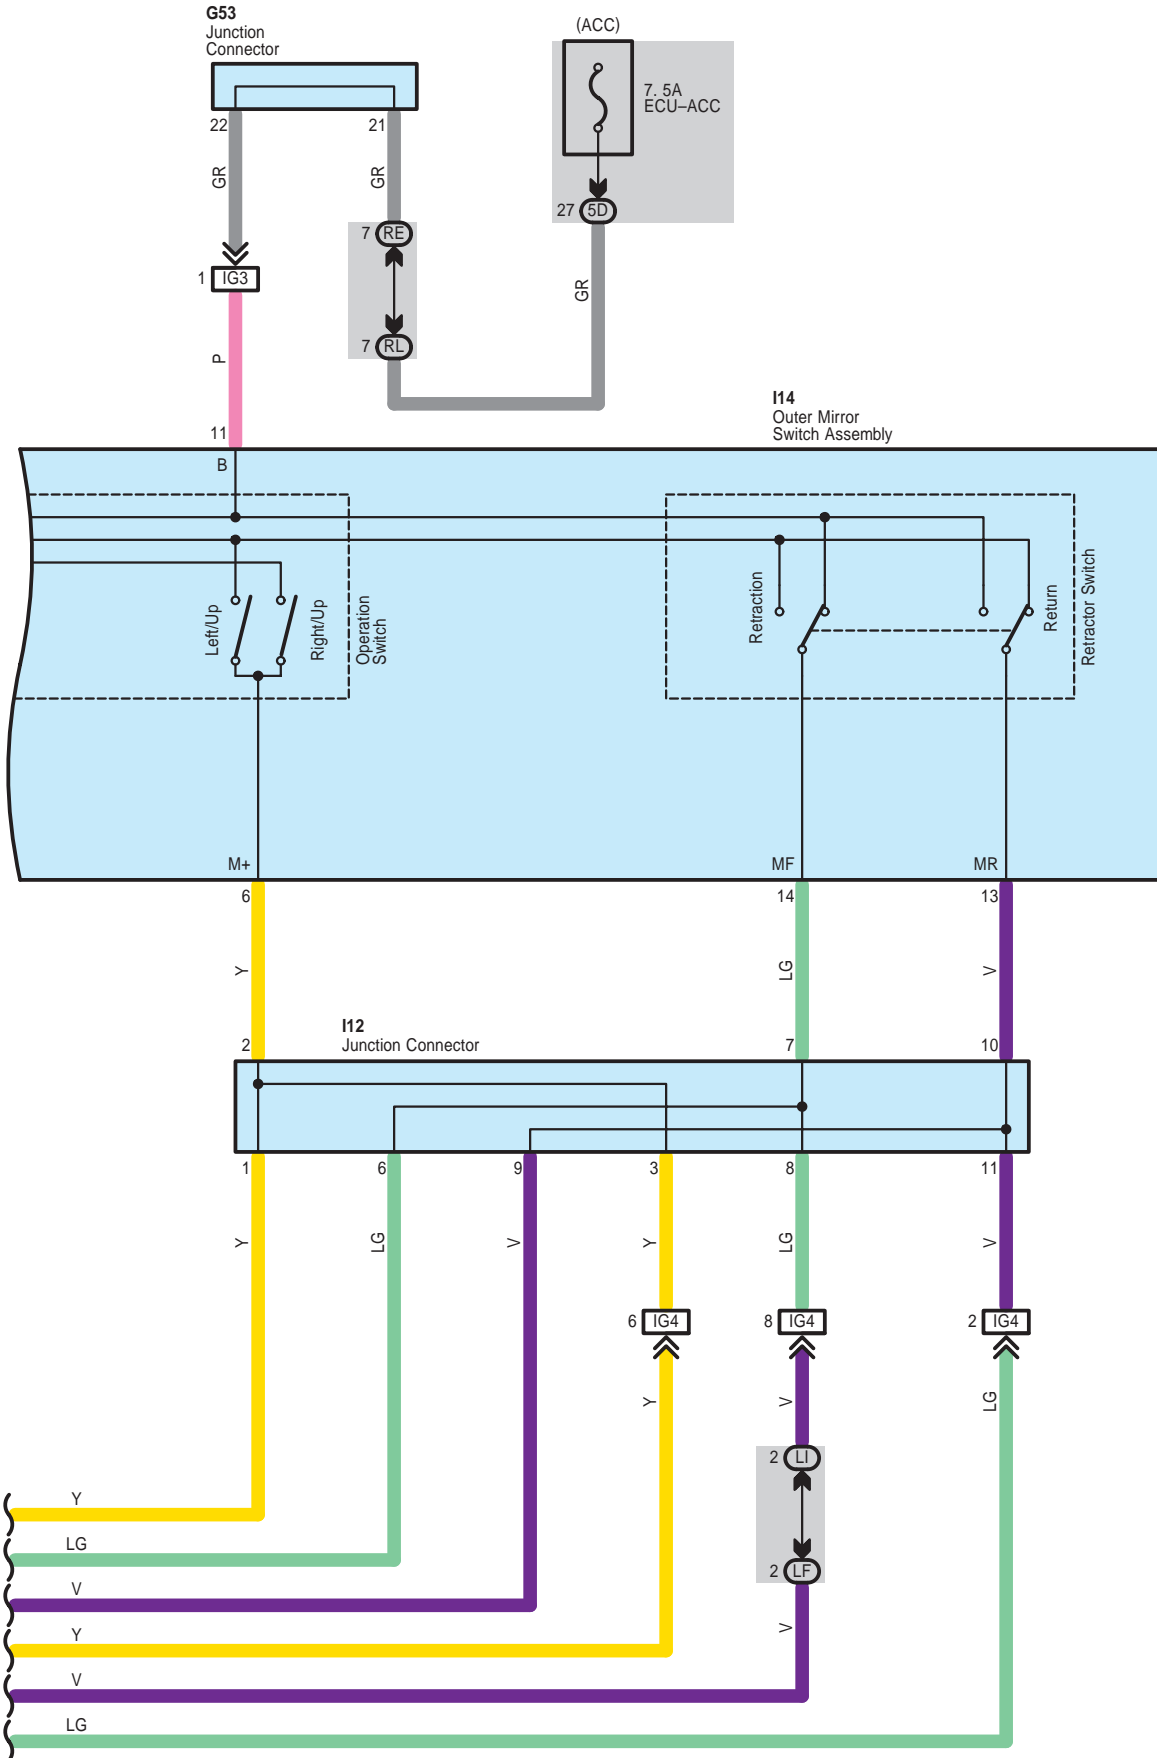 G53
Junction
Connector
(ACC)
7. 5A
ECU–ACC
22
21
GR
GR
7 RE
27 5D
1 IG3
GR
7 RL
P
I14
Outer Mirror
Switch Assembly
11
B
Left/Up
Right/Up
Operation
Switch
Retraction
Return
Retractor Switch
M+
MF
MR
6
14
13
Y
LG
V
I12
Junction Connector
2
7
10
1
6
9
3
8
11
Y
LG
V
Y
LG
V
6 IG4
8 IG4
2 IG4
Y
V
LG
2 LI
2 LF
V
Y
LG
V
Y
V
LG